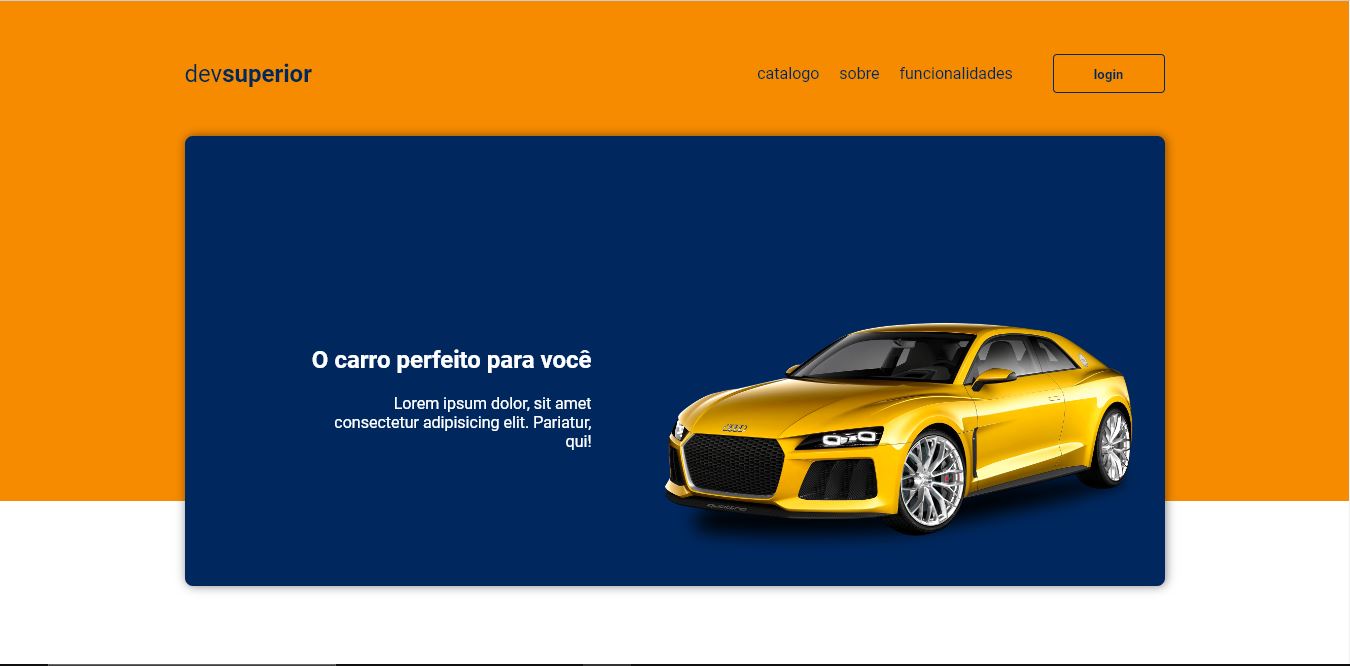 devsuperior
catalogo sobre funcionalidades login
O carro perfeito para você
Lorem ipsum dolor, sit amet
consectetur adipisicing elit. Pariatur,
qui!
quattro